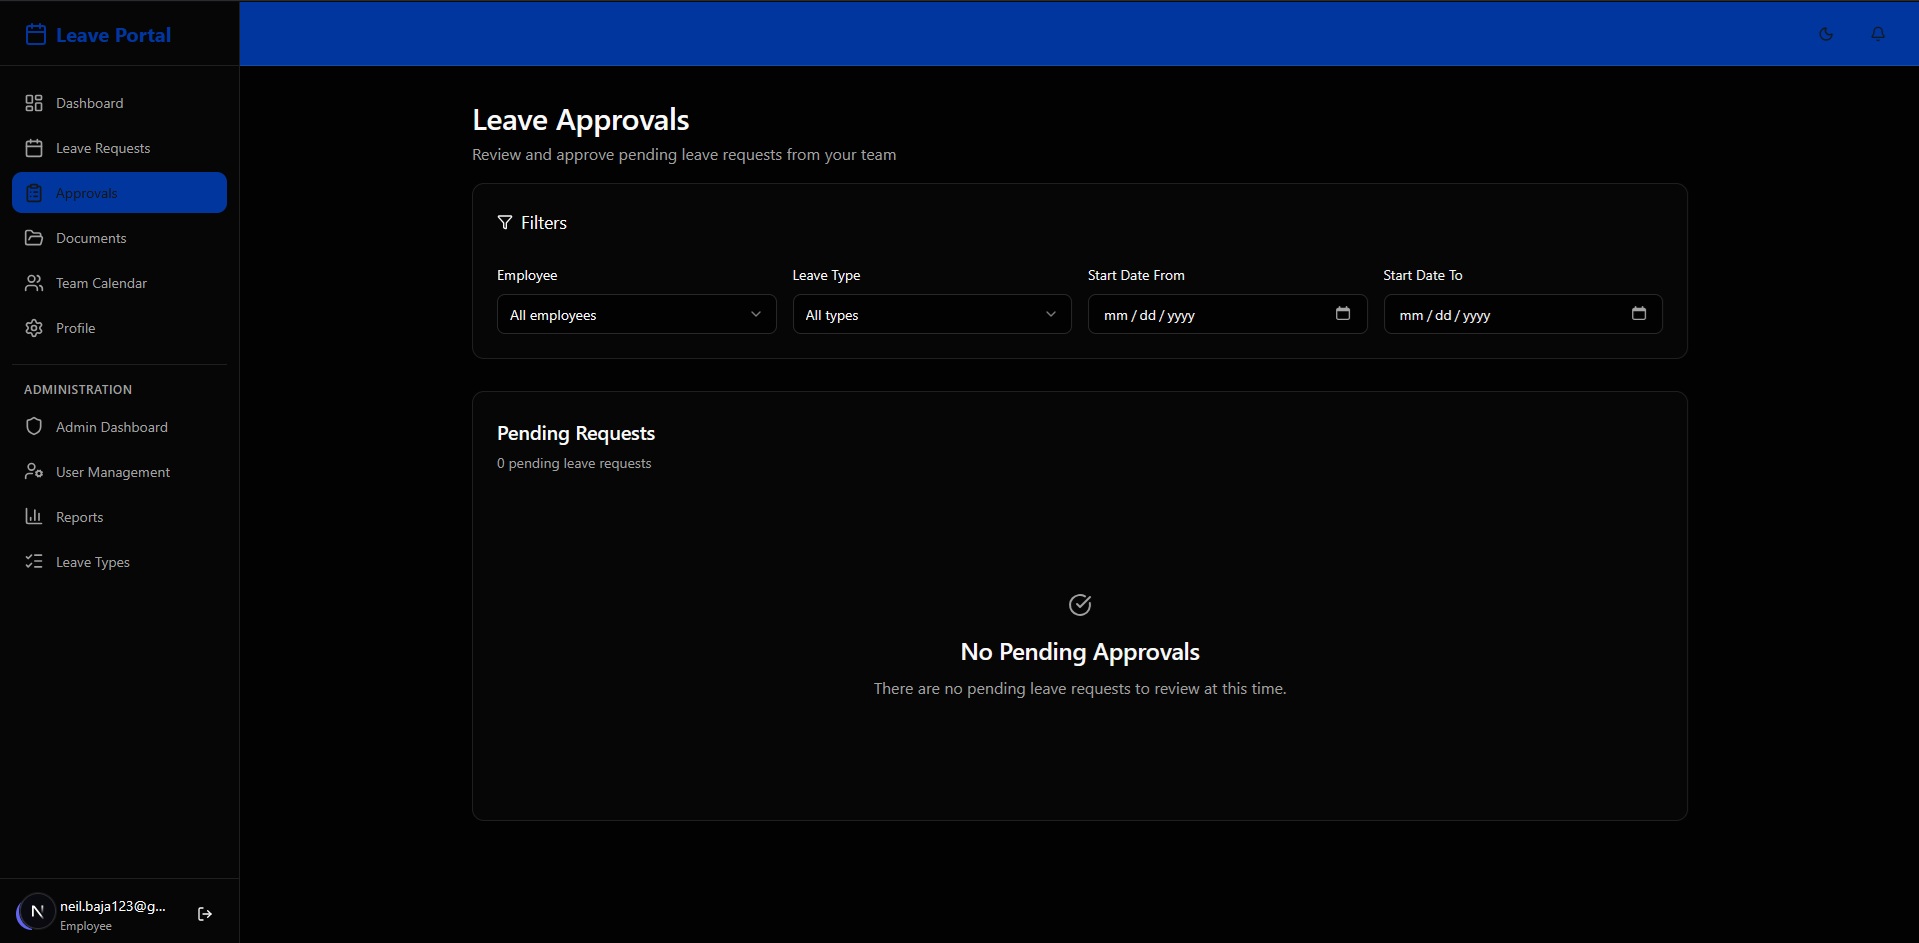 Leave Portal
Dashboard
Leave Requests
Approvals
Documents
Team Calendar
Profile
ADMINISTRATION
Admin Dashboard
User Management
Reports
Leave Types
N
neil.baja123@g...
Employee
Leave Approvals
Review and approve pending leave requests from your team
Filters
Employee
All employees
Leave Type
All types
Start Date From
mm/dd/yyyy
Start Date To
mm/dd/yyyy
Pending Requests
0 pending leave requests
No Pending Approvals
There are no pending leave requests to review at this time.